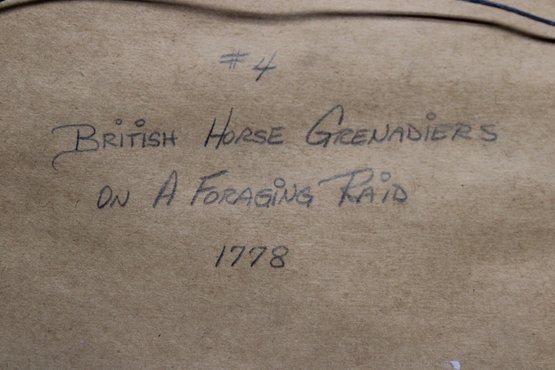 #4
British Horse Grenadiers
on A Foraging Raid
1778